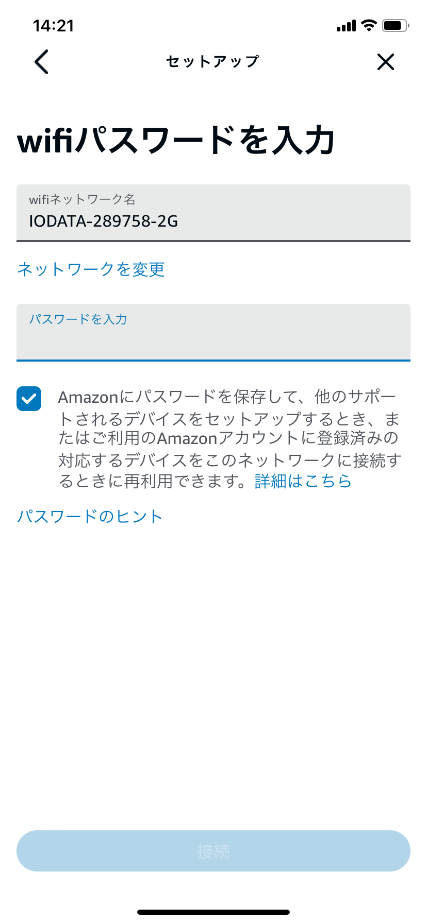 14:21
セットアップ
wifiパスワードを入力
wifiネットワーク名
IODATA-289758-2G
ネットワークを変更
パスワードを入力
Amazonにパスワードを保存して、他のサポー
トされるデバイスをセットアップするとき、ま
たはご利用のAmazonアカウントに登録済みの
対応するデバイスをこのネットワークに接続す
るときに再利用できます。詳細はこちら
パスワードのヒント
接続